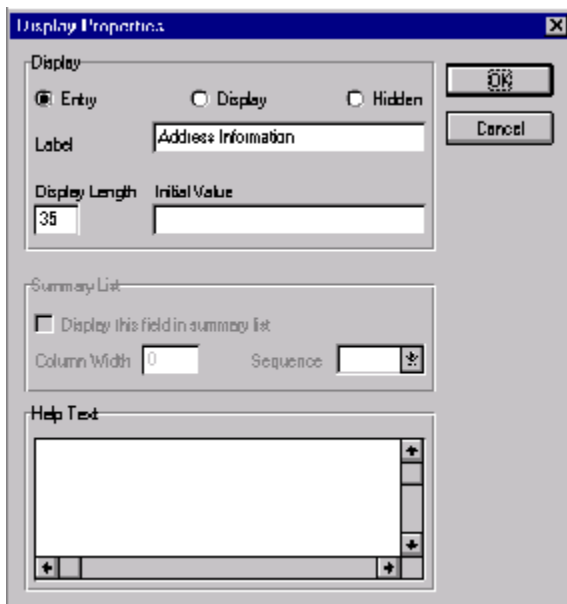 Display Properties
Display
OK
Entry
Display
Hidden
Cancel
Label
Address Information
Display Length
Initial Value
35
Summary List
Display this field in summary list
Column Width
0
Sequence
Help Text